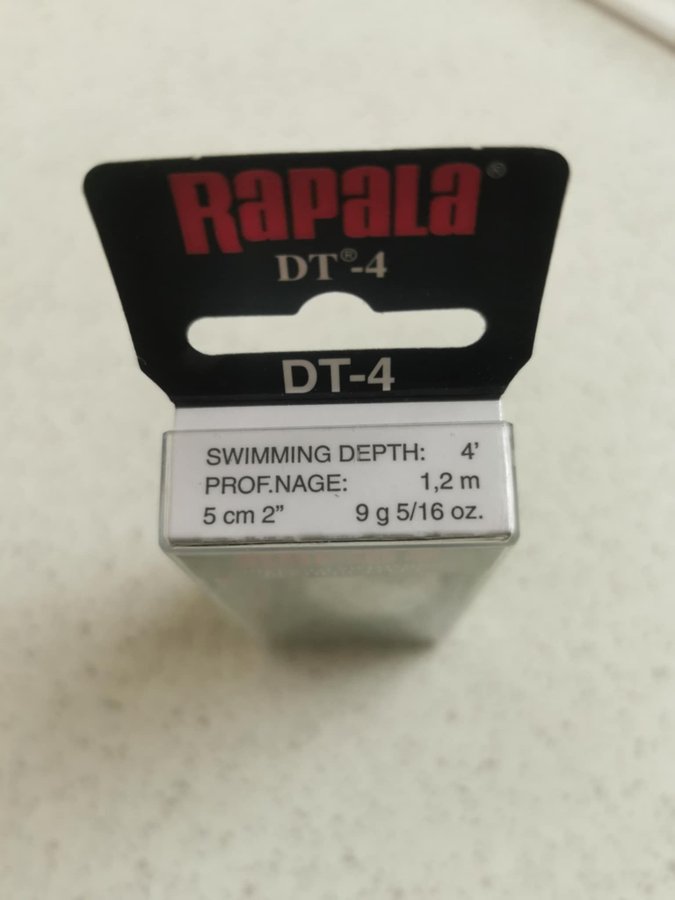 RAPALA®
DT®-4
DT-4
SWIMMING DEPTH: 4'
PROF.NAGE: 1,2 m
5 cm 2” 9 g 5/16 oz.